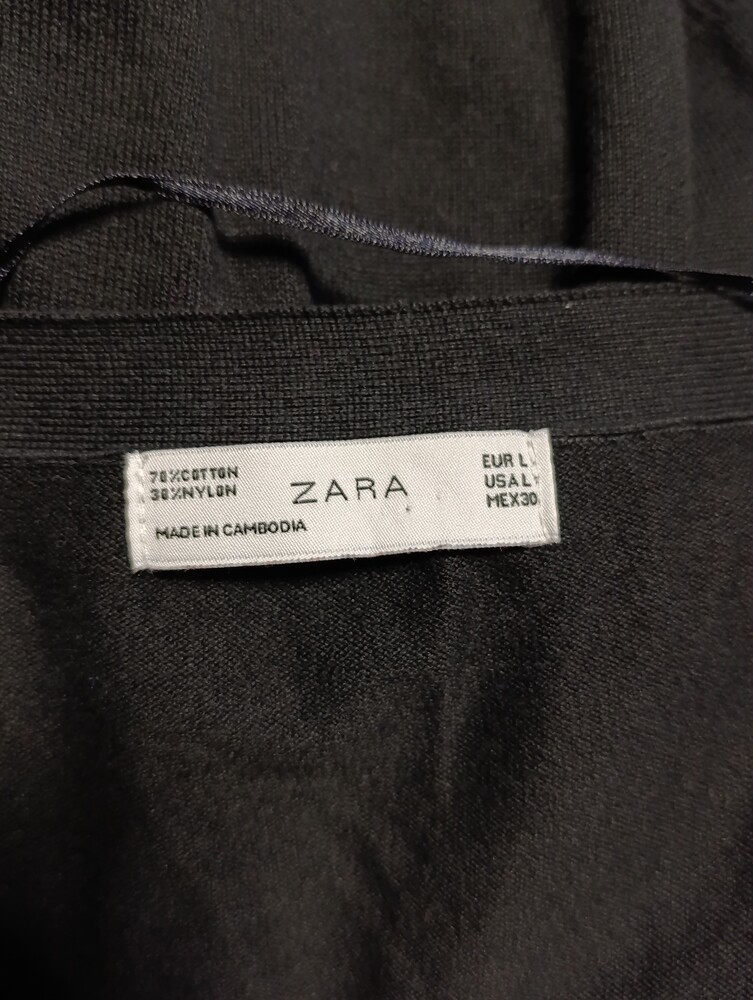 70%COTTON
30%NYLON
MADE IN CAMBODIA
ZARA
EUR L
USA L
MEX30